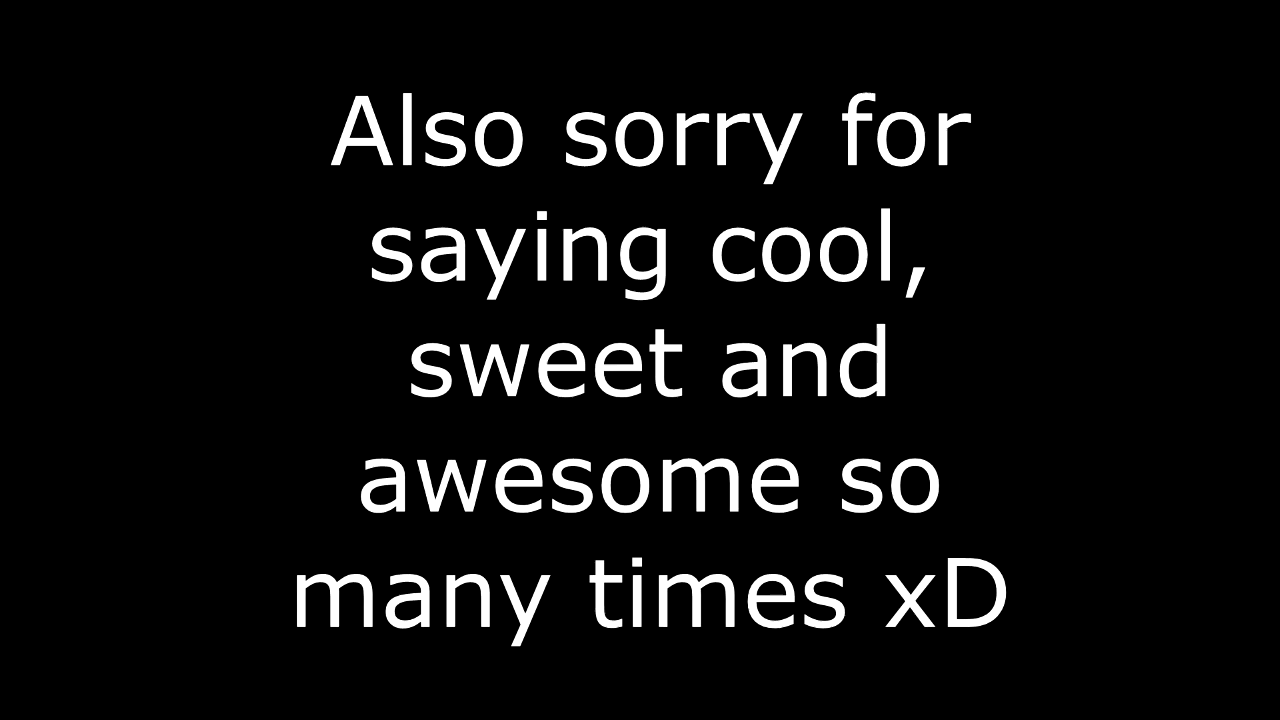 Also sorry for
saying cool,
sweet and
awesome so
many times xD